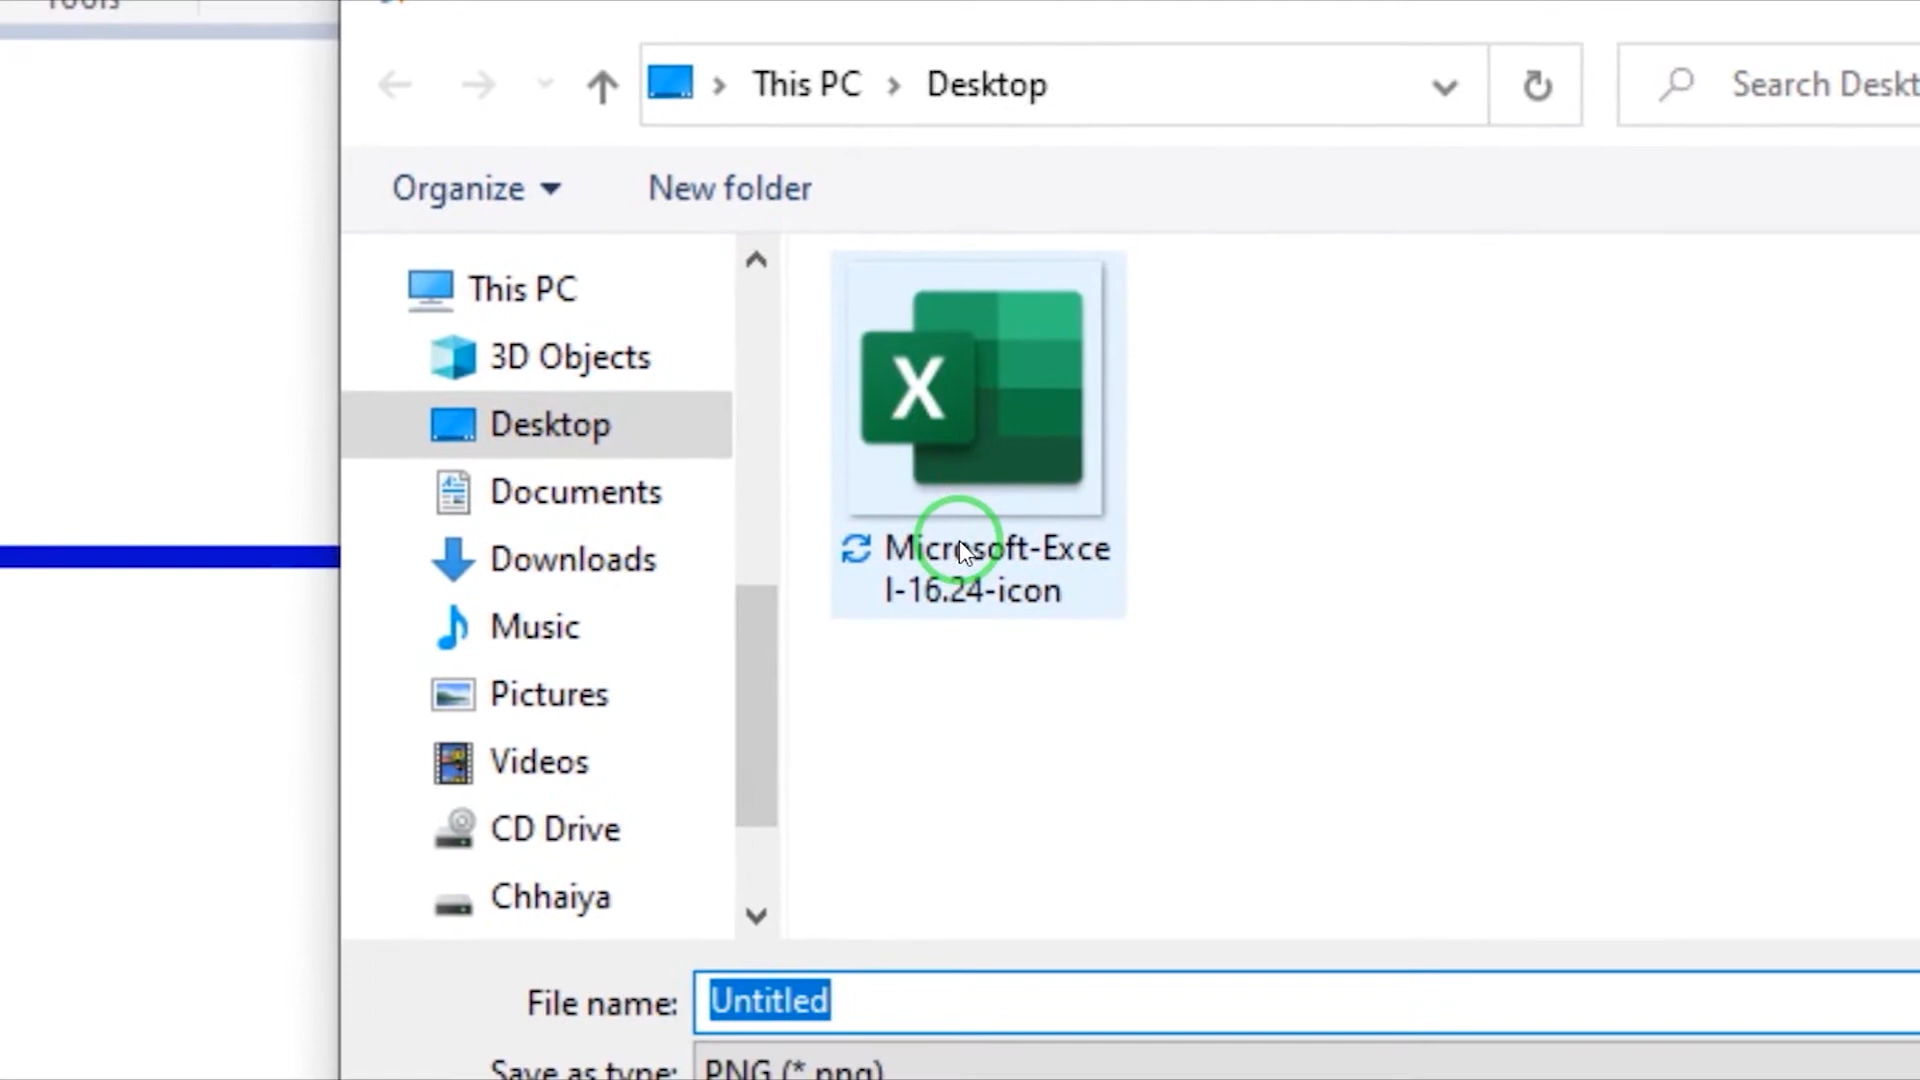 Tools
This PC > Desktop
Search Deskt
Organize
New folder
This PC
3D Objects
Desktop
Documents
Downloads
Music
Pictures
Videos
CD Drive
Chhaiya
X
Microsoft-Exce
l-16.24-icon
File name: Untitled
Save as type: PNG (*.png)